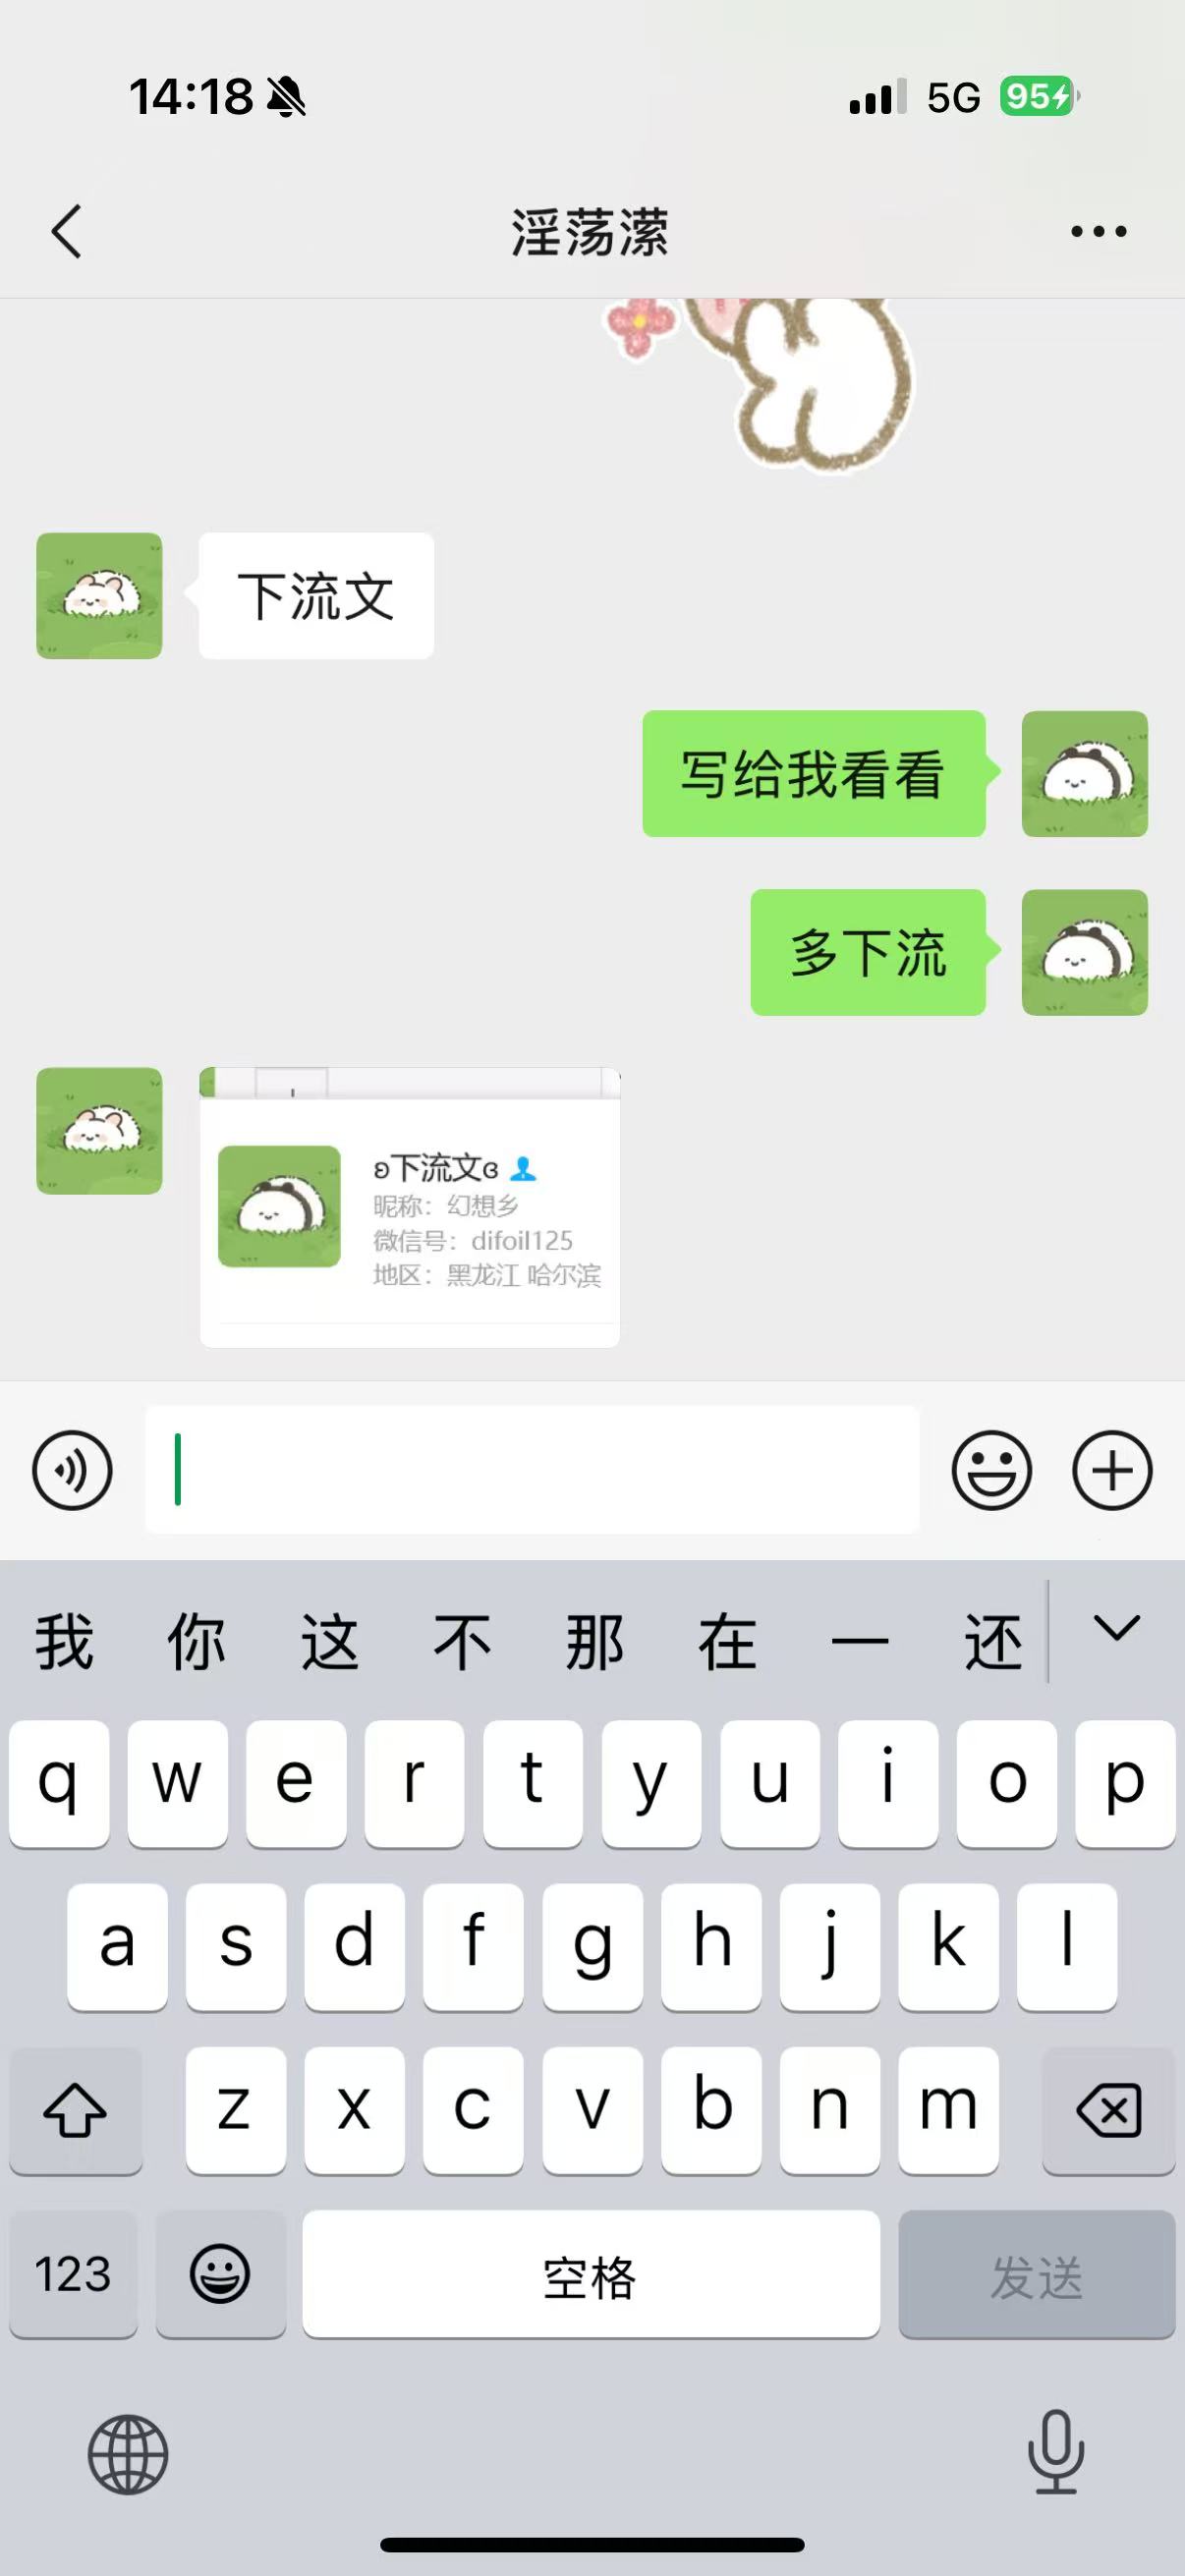 14:18
5G
95
淫荡潆
下流文
写给我看看
多下流
ʚ下流文ɞ
昵称：幻想乡
微信号：difoil125
地区：黑龙江 哈尔滨
我 你 这 不 那 在 一 还
q w e r t y u i o p
a s d f g h j k l
z x c v b n m
123 空格 发送